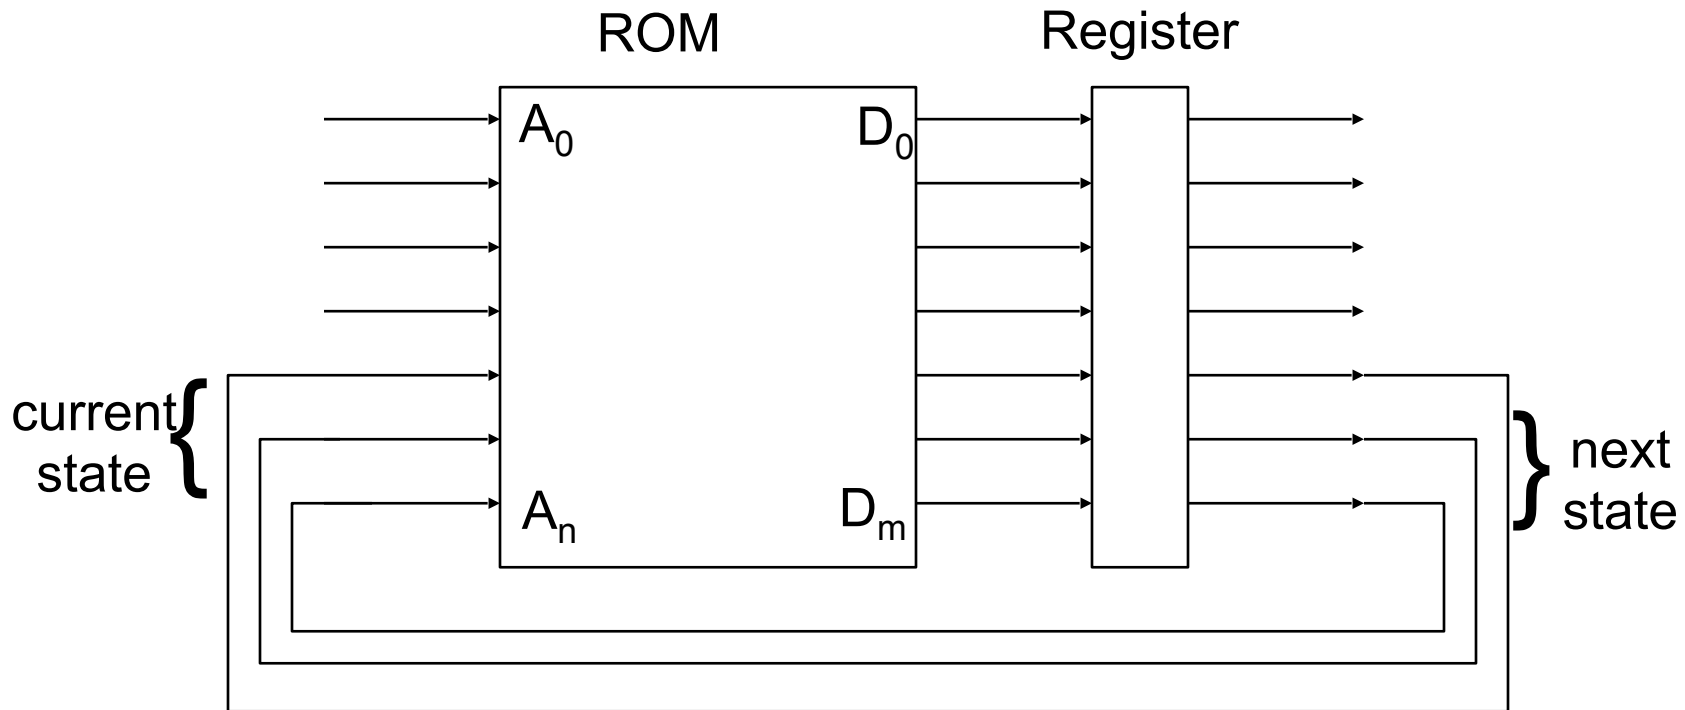 ROM
Register
A₀
D₀
current
state
next
state
Aₙ
Dₘ